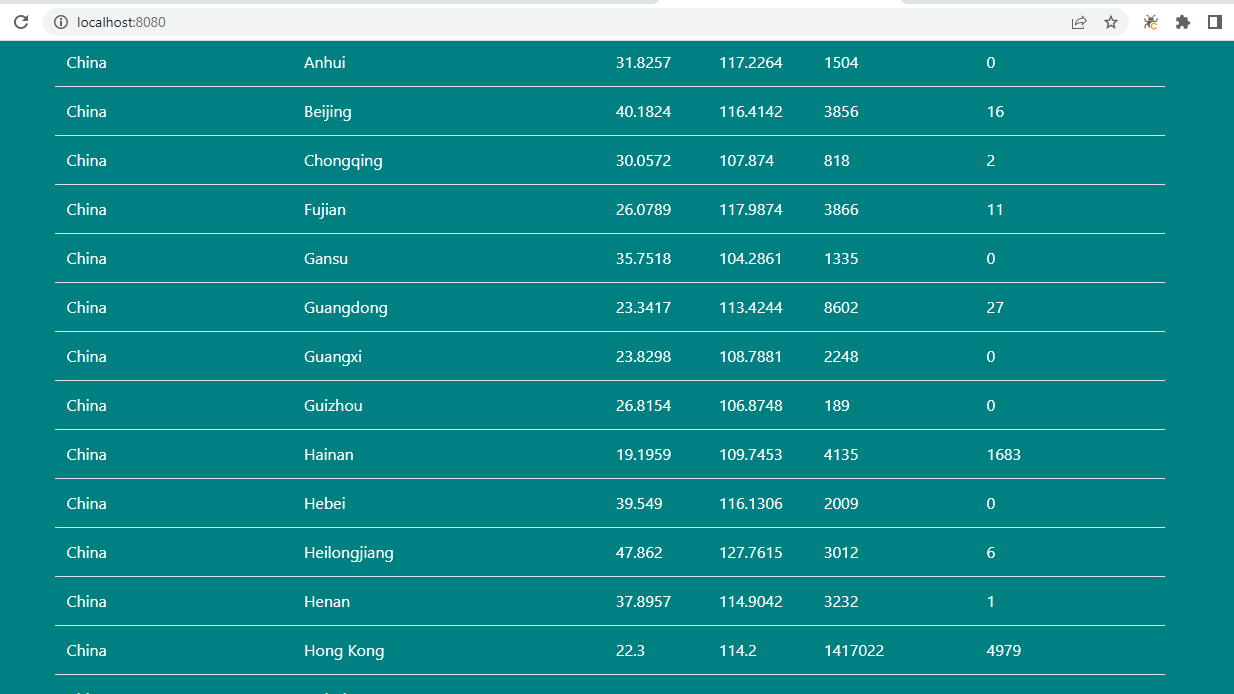 localhost:8080
China Anhui 31.8257 117.2264 1504 0
China Beijing 40.1824 116.4142 3856 16
China Chongqing 30.0572 107.874 818 2
China Fujian 26.0789 117.9874 3866 11
China Gansu 35.7518 104.2861 1335 0
China Guangdong 23.3417 113.4244 8602 27
China Guangxi 23.8298 108.7881 2248 0
China Guizhou 26.8154 106.8748 189 0
China Hainan 19.1959 109.7453 4135 1683
China Hebei 39.549 116.1306 2009 0
China Heilongjiang 47.862 127.7615 3012 6
China Henan 37.8957 114.9042 3232 1
China Hong Kong 22.3 114.2 1417022 4979